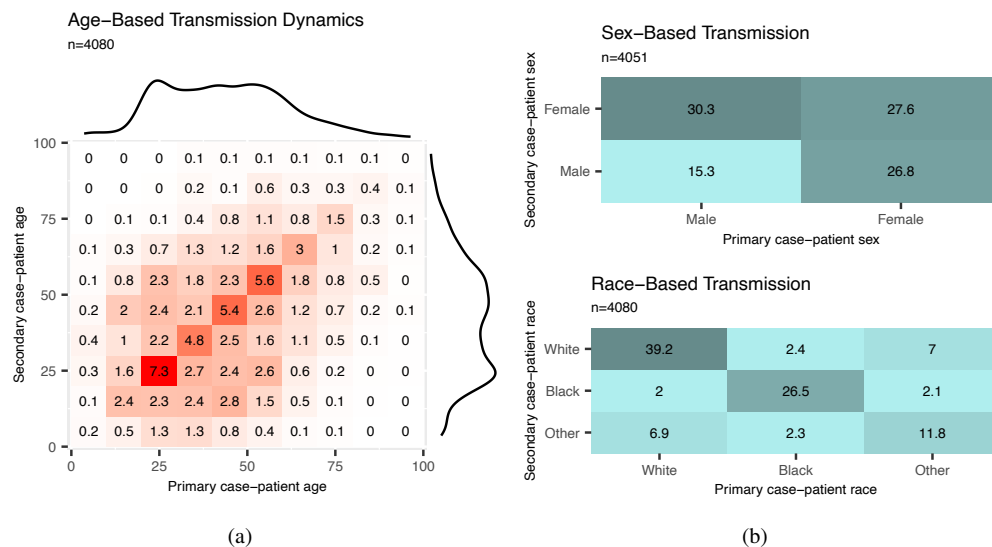 Age−Based Transmission Dynamics
n=4080
Secondary case−patient age
100
0 0 0 0.1 0.1 0.1 0.1 0.1 0.1 0
0 0 0 0.2 0.1 0.6 0.3 0.3 0.4 0.1
75
0 0.1 0.1 0.4 0.8 1.1 0.8 1.5 0.3 0.1
0.1 0.3 0.7 1.3 1.2 1.6 3 1 0.2 0.1
0.1 0.8 2.3 1.8 2.3 5.6 1.8 0.8 0.5 0
50
0.2 2 2.4 2.1 5.4 2.6 1.2 0.7 0.2 0.1
0.4 1 2.2 4.8 2.5 1.6 1.1 0.5 0.1 0
25
0.3 1.6 7.3 2.7 2.4 2.6 0.6 0.2 0 0
0.1 2.4 2.3 2.4 2.8 1.5 0.5 0.1 0 0
0.2 0.5 1.3 1.3 0.8 0.4 0.1 0.1 0 0
0
0 25 50 75 100
Primary case−patient age
(a)
Sex−Based Transmission
n=4051
Secondary case−patient sex
Female 30.3 27.6
Male 15.3 26.8
Male Female
Primary case−patient sex
Race−Based Transmission
n=4080
Secondary case−patient race
White 39.2 2.4 7
Black 2 26.5 2.1
Other 6.9 2.3 11.8
White Black Other
Primary case−patient race
(b)